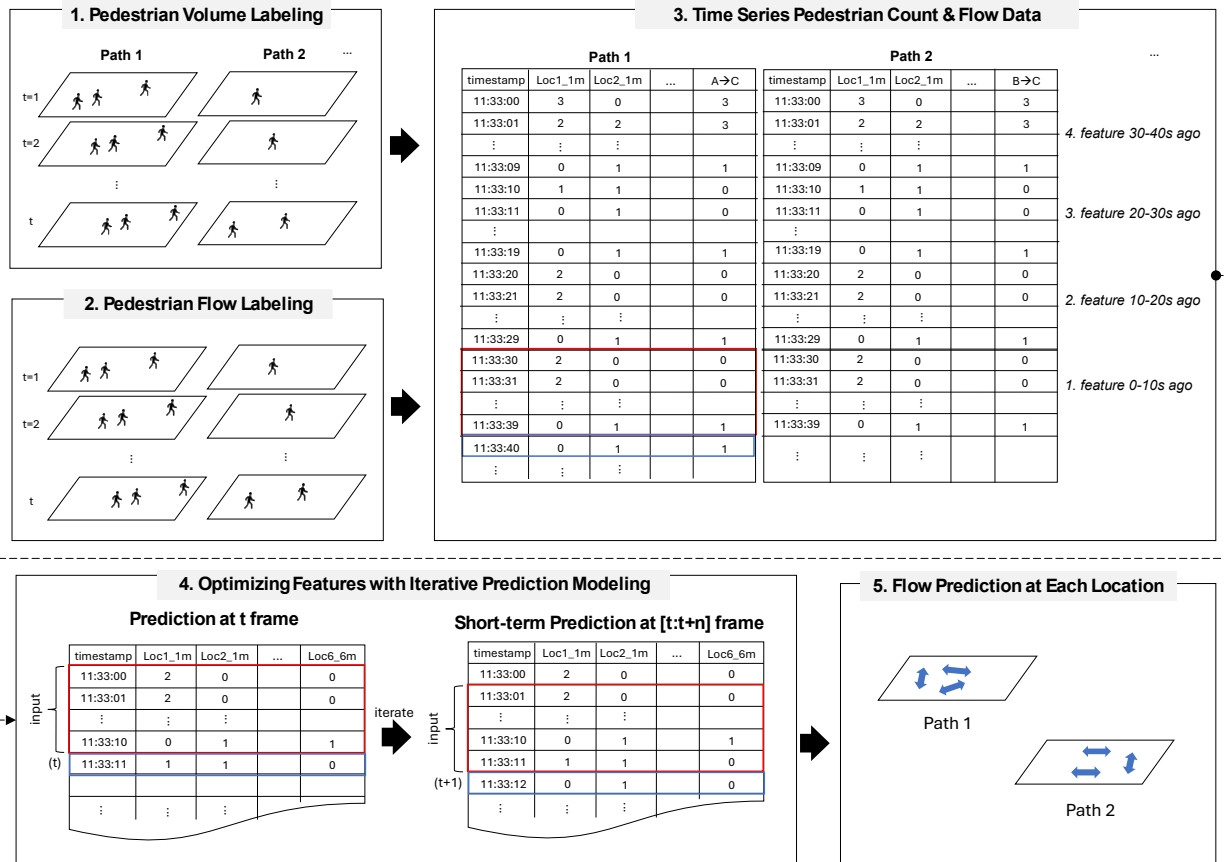 1. Pedestrian Volume Labeling
Path 1
Path 2
...
t=1
t=2
⋮
⋮
t
2. Pedestrian Flow Labeling
t=1
t=2
⋮
⋮
t
3. Time Series Pedestrian Count & Flow Data
Path 1
timestamp Loc1_1m Loc2_1m ... A→C
11:33:00 3 0 3
11:33:01 2 2 3
⋮ ⋮ ⋮
11:33:09 0 1 1
11:33:10 1 1 0
11:33:11 0 1 0
⋮
11:33:19 0 1 1
11:33:20 2 0 0
11:33:21 2 0 0
⋮ ⋮ ⋮
11:33:29 0 1 1
11:33:30 2 0 0
11:33:31 2 0 0
⋮ ⋮ ⋮
11:33:39 0 1 1
11:33:40 0 1 1
⋮ ⋮ ⋮
Path 2
timestamp Loc1_1m Loc2_1m ... B→C
11:33:00 3 0 3
11:33:01 2 2 3
⋮ ⋮ ⋮
11:33:09 0 1 1
11:33:10 1 1 0
11:33:11 0 1 0
⋮
11:33:19 0 1 1
11:33:20 2 0 0
11:33:21 2 0 0
⋮ ⋮ ⋮
11:33:29 0 1 1
11:33:30 2 0 0
11:33:31 2 0 0
⋮ ⋮ ⋮
11:33:39 0 1 1
⋮ ⋮ ⋮
...
4. feature 30-40s ago
3. feature 20-30s ago
2. feature 10-20s ago
1. feature 0-10s ago
4. Optimizing Features with Iterative Prediction Modeling
Prediction at t frame
timestamp Loc1_1m Loc2_1m ... Loc6_6m
11:33:00 2 0 0
11:33:01 2 0 0
⋮ ⋮ ⋮ ⋮
11:33:10 0 1 1
11:33:11 1 1 0
⋮ ⋮ ⋮ ⋮
input
(t)
iterate
Short-term Prediction at [t:t+n] frame
timestamp Loc1_1m Loc2_1m ... Loc6_6m
11:33:00 2 0 0
11:33:01 2 0 0
⋮ ⋮ ⋮ ⋮
11:33:10 0 1 1
11:33:11 1 1 0
11:33:12 0 1 0
⋮ ⋮ ⋮ ⋮
input
(t+1)
5. Flow Prediction at Each Location
Path 1
Path 2